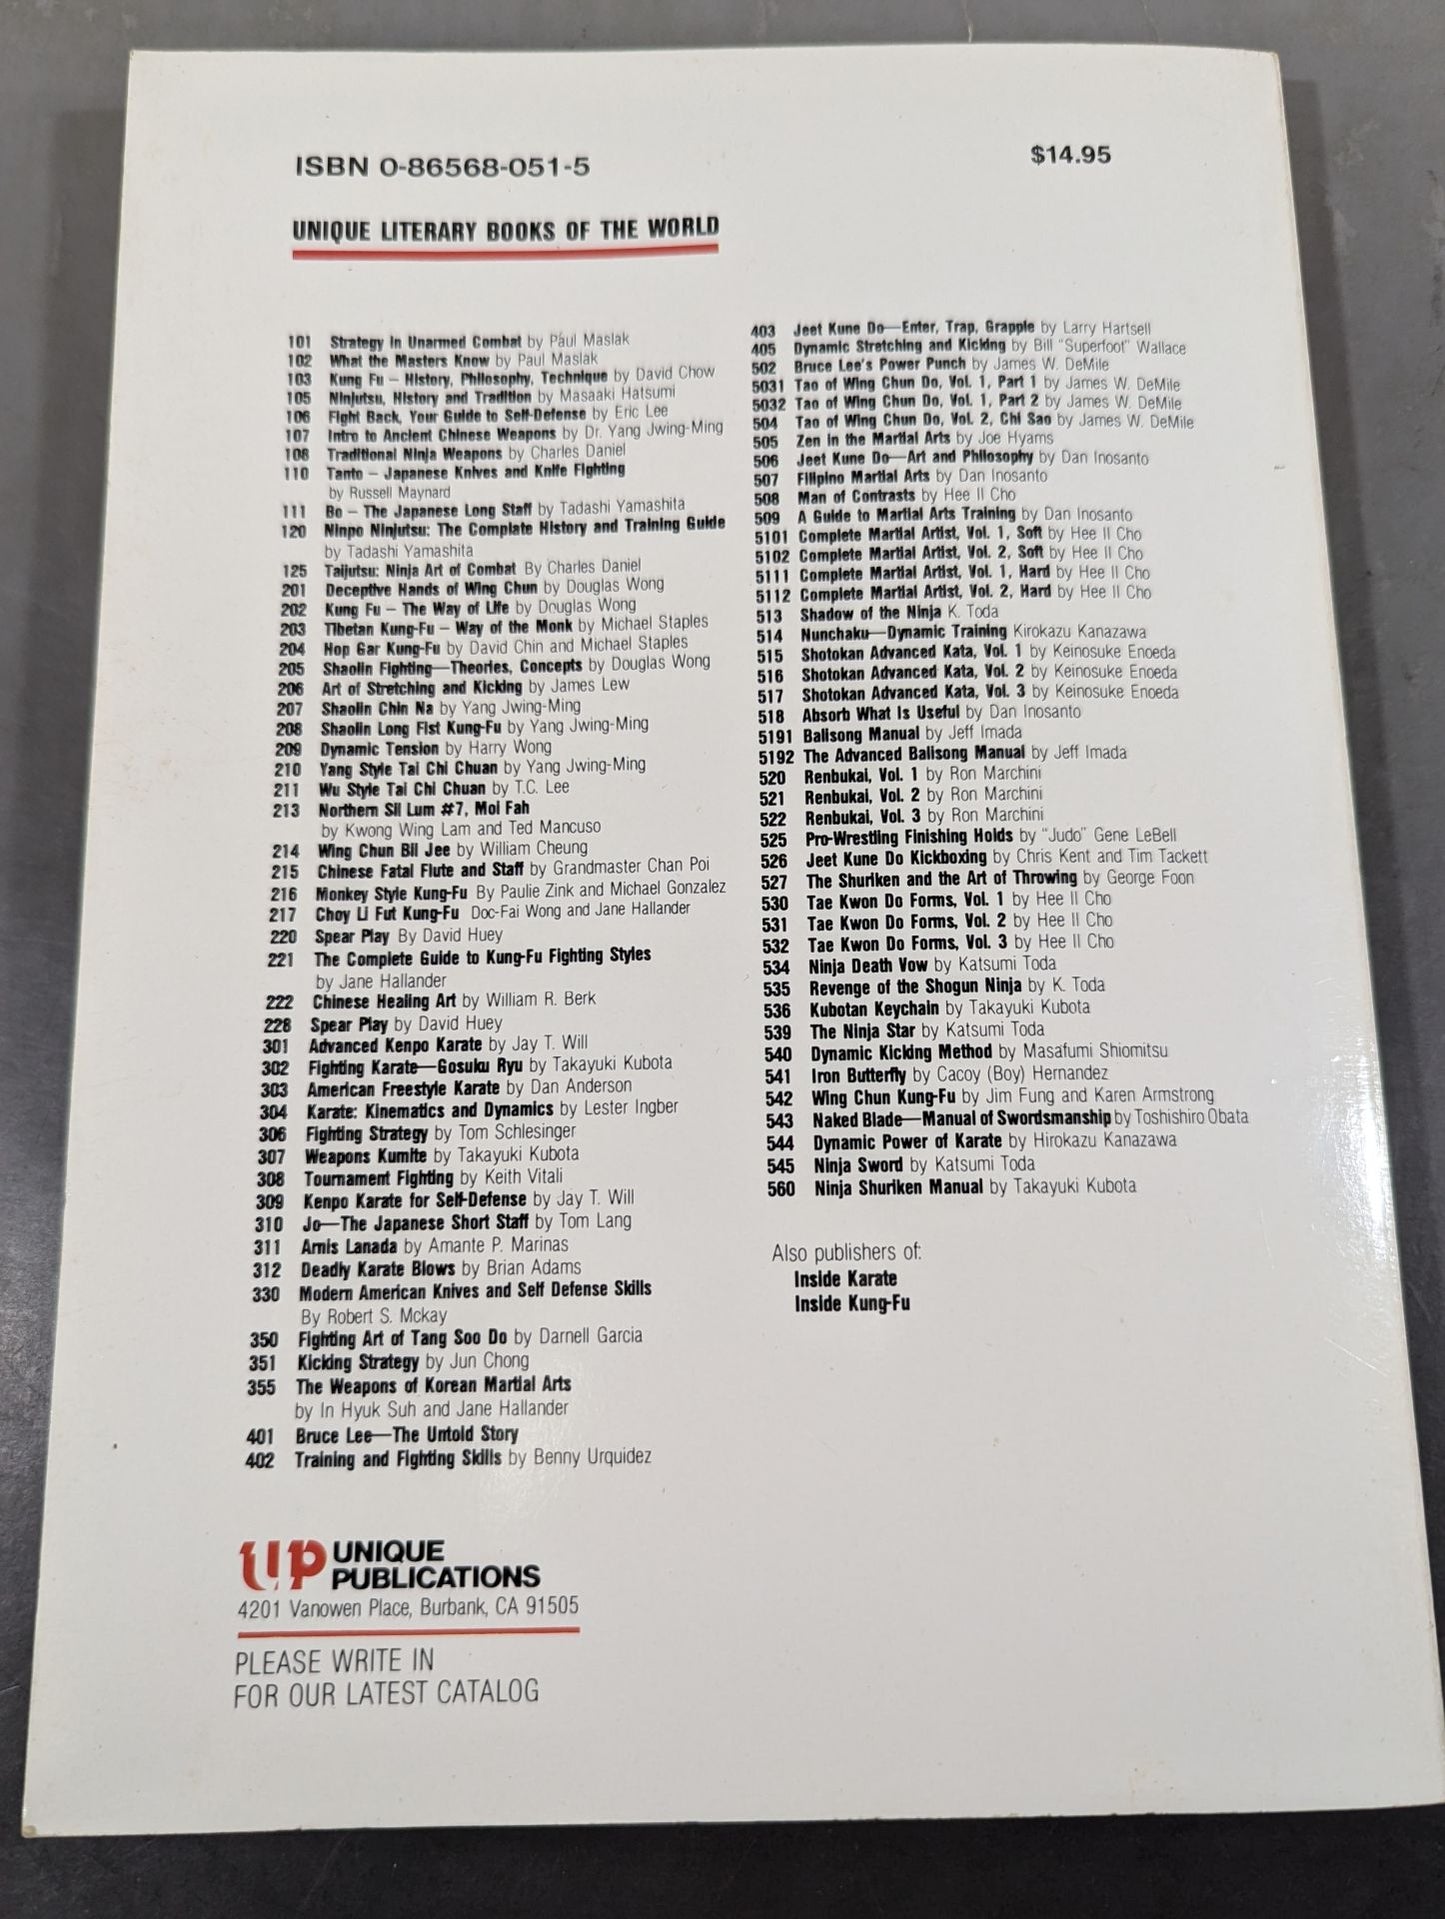 ISBN 0-86568-051-5
$14.95
UNIQUE LITERARY BOOKS OF THE WORLD
101 Strategy in Unarmed Combat by Paul Maslak
102 What the Masters Know by Paul Maslak
103 Kung Fu – History, Philosophy, Technique by David Chow
105 Ninjutsu, History and Tradition by Masaaki Hatsumi
106 Fight Back, Your Guide to Self-Defense by Eric Lee
107 Intro to Ancient Chinese Weapons by Dr. Yang Jwing-Ming
108 Traditional Ninja Weapons by Charles Daniel
110 Tanto – Japanese Knives and Knife Fighting
by Russell Maynard
111 Bo – The Japanese Long Staff by Tadashi Yamashita
120 Ninpo Ninjutsu: The Complate History and Training Guide
by Tadashi Yamashita
125 Taijutsu: Ninja Art of Combat By Charles Daniel
201 Deceptive Hands of Wing Chun by Douglas Wong
202 Kung Fu – The Way of Life by Douglas Wong
203 Tibetan Kung-Fu – Way of the Monk by Michael Staples
204 Hop Gar Kung-Fu by David Chin and Michael Staples
205 Shaolin Fighting—Theories, Concepts by Douglas Wong
206 Art of Stretching and Kicking by James Lew
207 Shaolin Chin Na by Yang Jwing-Ming
208 Shaolin Long Fist Kung-Fu by Yang Jwing-Ming
209 Dynamic Tension by Harry Wong
210 Yang Style Tai Chi Chuan by Yang Jwing-Ming
211 Wu Style Tai Chi Chuan by T.C. Lee
213 Northern Sil Lum #7, Moi Fah
by Kwong Wing Lam and Ted Mancuso
214 Wing Chun Bil Jee by William Cheung
215 Chinese Fatal Flute and Staff by Grandmaster Chan Poi
216 Monkey Style Kung-Fu By Paulie Zink and Michael Gonzalez
217 Choy Li Fut Kung-Fu Doc-Fai Wong and Jane Hallander
220 Spear Play By David Huey
221 The Complete Guide to Kung-Fu Fighting Styles
by Jane Hallander
222 Chinese Healing Art by William R. Berk
228 Spear Play by David Huey
301 Advanced Kenpo Karate by Jay T. Will
302 Fighting Karate—Gosuku Ryu by Takayuki Kubota
303 American Freestyle Karate by Dan Anderson
304 Karate: Kinematics and Dynamics by Lester Ingber
306 Fighting Strategy by Tom Schlesinger
307 Weapons Kumite by Takayuki Kubota
308 Tournament Fighting by Keith Vitali
309 Kenpo Karate for Self-Defense by Jay T. Will
310 Jo—The Japanese Short Staff by Tom Lang
311 Arnis Lanada by Amante P. Marinas
312 Deadly Karate Blows by Brian Adams
330 Modern American Knives and Self Defense Skills
By Robert S. Mckay
350 Fighting Art of Tang Soo Do by Darnell Garcia
351 Kicking Strategy by Jun Chong
355 The Weapons of Korean Martial Arts
by In Hyuk Suh and Jane Hallander
401 Bruce Lee—The Untold Story
402 Training and Fighting Skills by Benny Urquidez
403 Jeet Kune Do—Enter, Trap, Grapple by Larry Hartsell
405 Dynamic Stretching and Kicking by Bill "Superfoot" Wallace
502 Bruce Lee's Power Punch by James W. DeMile
5031 Tao of Wing Chun Do, Vol. 1, Part 1 by James W. DeMile
5032 Tao of Wing Chun Do, Vol. 1, Part 2 by James W. DeMile
504 Tao of Wing Chun Do, Vol. 2, Chi Sao by James W. DeMile
505 Zen in the Martial Arts by Joe Hyams
506 Jeet Kune Do—Art and Philosophy by Dan Inosanto
507 Filipino Martial Arts by Dan Inosanto
508 Man of Contrasts by Hee Il Cho
509 A Guide to Martial Arts Training by Dan Inosanto
5101 Complete Martial Artist, Vol. 1, Soft by Hee Il Cho
5102 Complete Martial Artist, Vol. 2, Soft by Hee Il Cho
5111 Complete Martial Artist, Vol. 1, Hard by Hee Il Cho
5112 Complete Martial Artist, Vol. 2, Hard by Hee Il Cho
513 Shadow of the Ninja K. Toda
514 Nunchaku—Dynamic Training Kirokazu Kanazawa
515 Shotokan Advanced Kata, Vol. 1 by Keinosuke Enoeda
516 Shotokan Advanced Kata, Vol. 2 by Keinosuke Enoeda
517 Shotokan Advanced Kata, Vol. 3 by Keinosuke Enoeda
518 Absorb What Is Useful by Dan Inosanto
5191 Balisong Manual by Jeff Imada
5192 The Advanced Balisong Manual by Jeff Imada
520 Renbukai, Vol. 1 by Ron Marchini
521 Renbukai, Vol. 2 by Ron Marchini
522 Renbukai, Vol. 3 by Ron Marchini
525 Pro-Wrestling Finishing Holds by "Judo" Gene LeBell
526 Jeet Kune Do Kickboxing by Chris Kent and Tim Tackett
527 The Shuriken and the Art of Throwing by George Foon
530 Tae Kwon Do Forms, Vol. 1 by Hee Il Cho
531 Tae Kwon Do Forms, Vol. 2 by Hee Il Cho
532 Tae Kwon Do Forms, Vol. 3 by Hee Il Cho
534 Ninja Death Vow by Katsumi Toda
535 Revenge of the Shogun Ninja by K. Toda
536 Kubotan Keychain by Takayuki Kubota
539 The Ninja Star by Katsumi Toda
540 Dynamic Kicking Method by Masafumi Shiomitsu
541 Iron Butterfly by Cacoy (Boy) Hernandez
542 Wing Chun Kung-Fu by Jim Fung and Karen Armstrong
543 Naked Blade—Manual of Swordsmanship by Toshishiro Obata
544 Dynamic Power of Karate by Hirokazu Kanazawa
545 Ninja Sword by Katsumi Toda
560 Ninja Shuriken Manual by Takayuki Kubota
Also publishers of:
Inside Karate
Inside Kung-Fu
UP UNIQUE
PUBLICATIONS
4201 Vanowen Place, Burbank, CA 91505
PLEASE WRITE IN
FOR OUR LATEST CATALOG